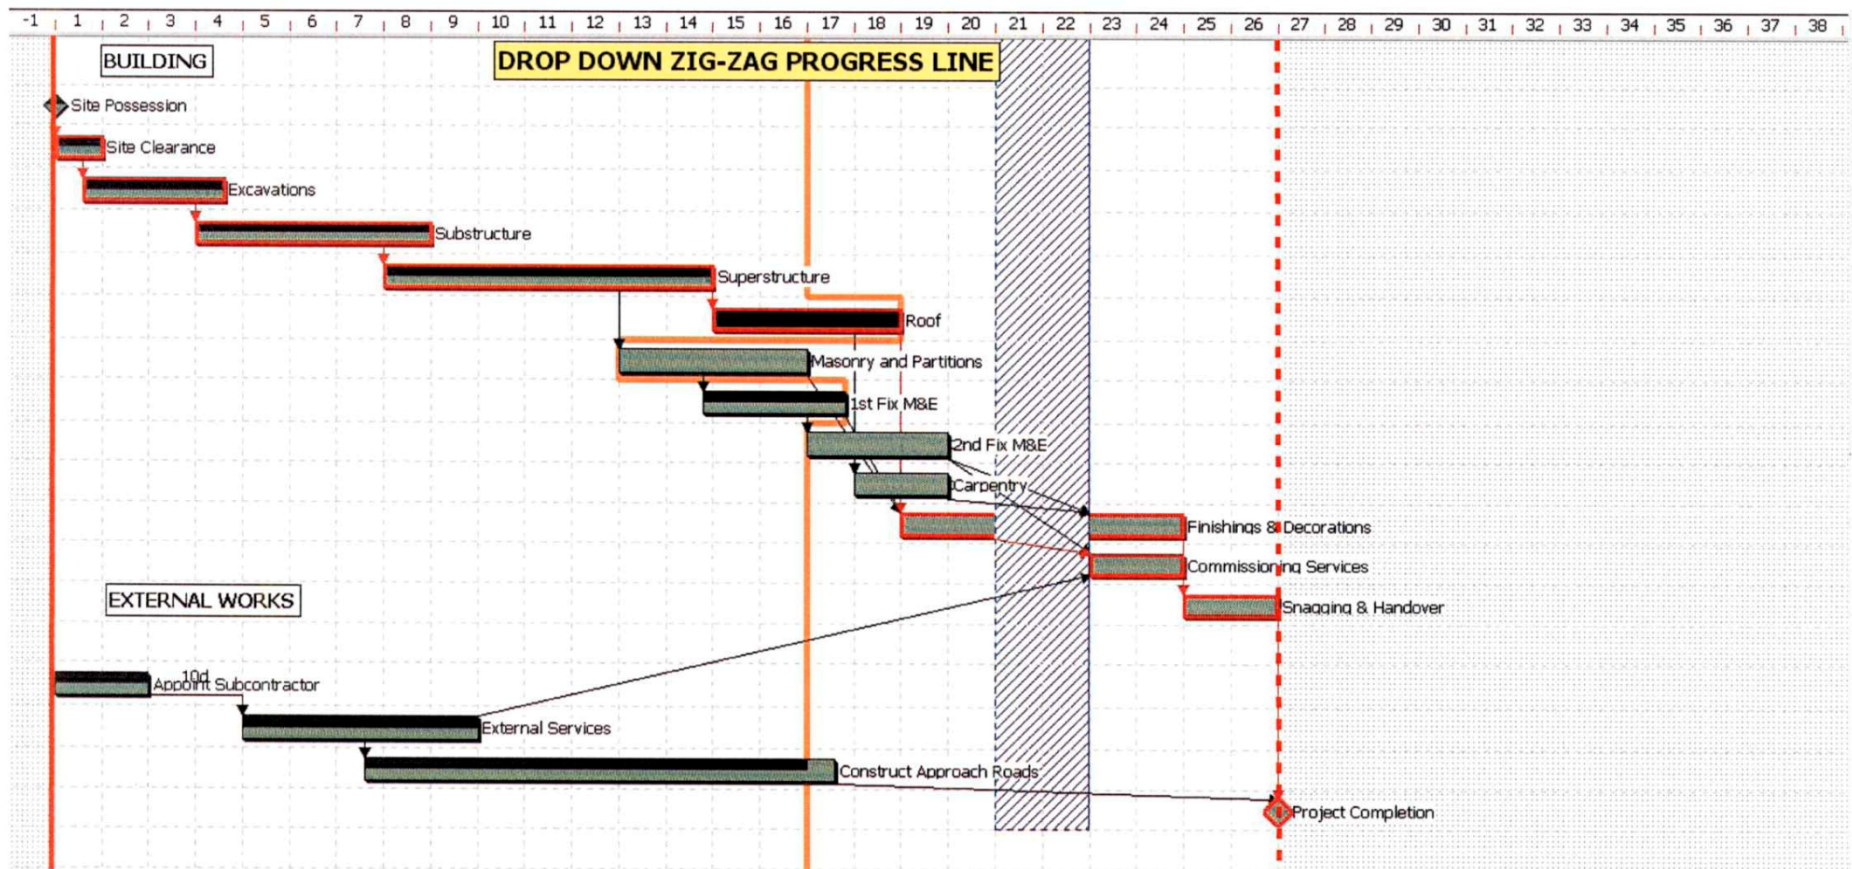 -1 1 2 3 4 5 6 7 8 9 10 11 12 13 14 15 16 17 18 19 20 21 22 23 24 25 26 27 28 29 30 31 32 33 34 35 36 37 38
BUILDING
DROP DOWN ZIG-ZAG PROGRESS LINE
Site Possession
Site Clearance
Excavations
Substructure
Superstructure
Roof
Masonry and Partitions
1st Fix M&E
2nd Fix M&E
Carpentry
Finishings & Decorations
Commissioning Services
EXTERNAL WORKS
Snagging & Handover
10d
Appoint Subcontractor
External Services
Construct Approach Roads
Project Completion